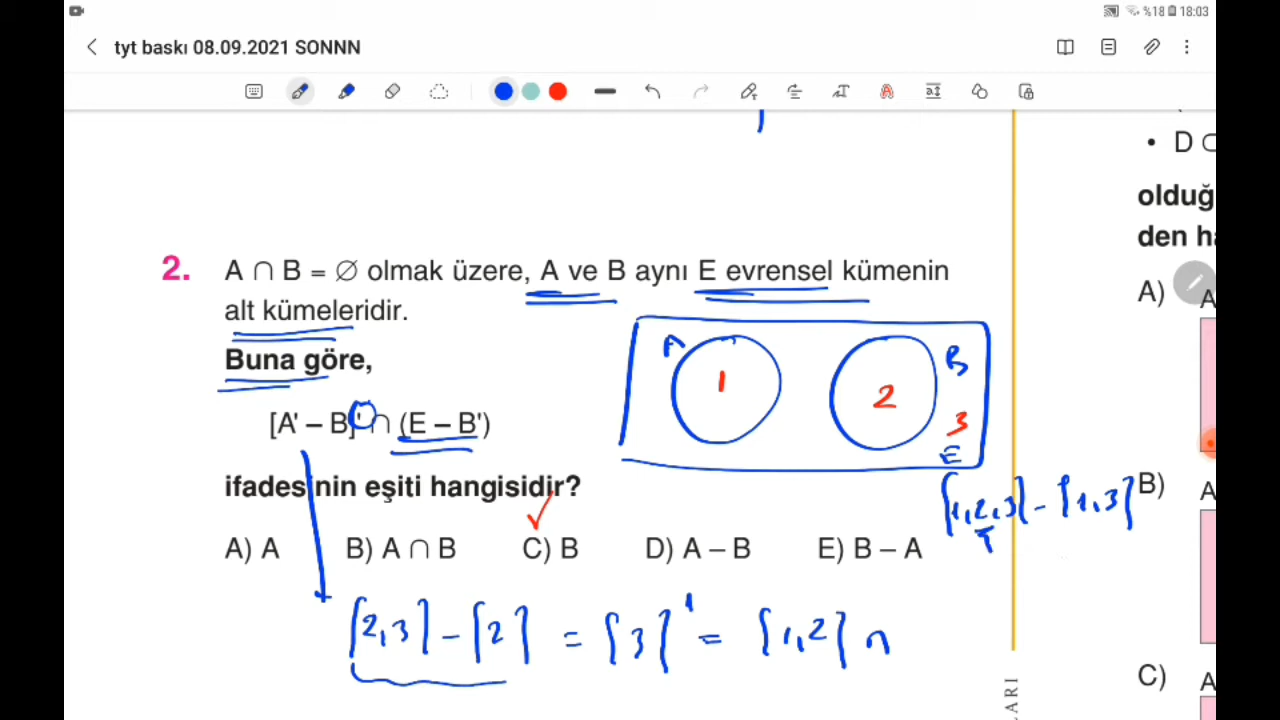 %18 18:03
tyt baskı 08.09.2021 SONNN
2. A ∩ B = ∅ olmak üzere, A ve B aynı E evrensel kümenin
alt kümeleridir.
Buna göre,
[A' – B]' ∩ (E – B')
ifadesinin eşiti hangisidir?
A) A B) A ∩ B C) B D) A – B E) B – A
A 1 2 B
3
E
{1,2,3} - {1,3}
{2,3} - {2} = {3}' = {1,2} ∩
• D ⊂
olduğ
den ha
A) A
B) A
C) A
LARI